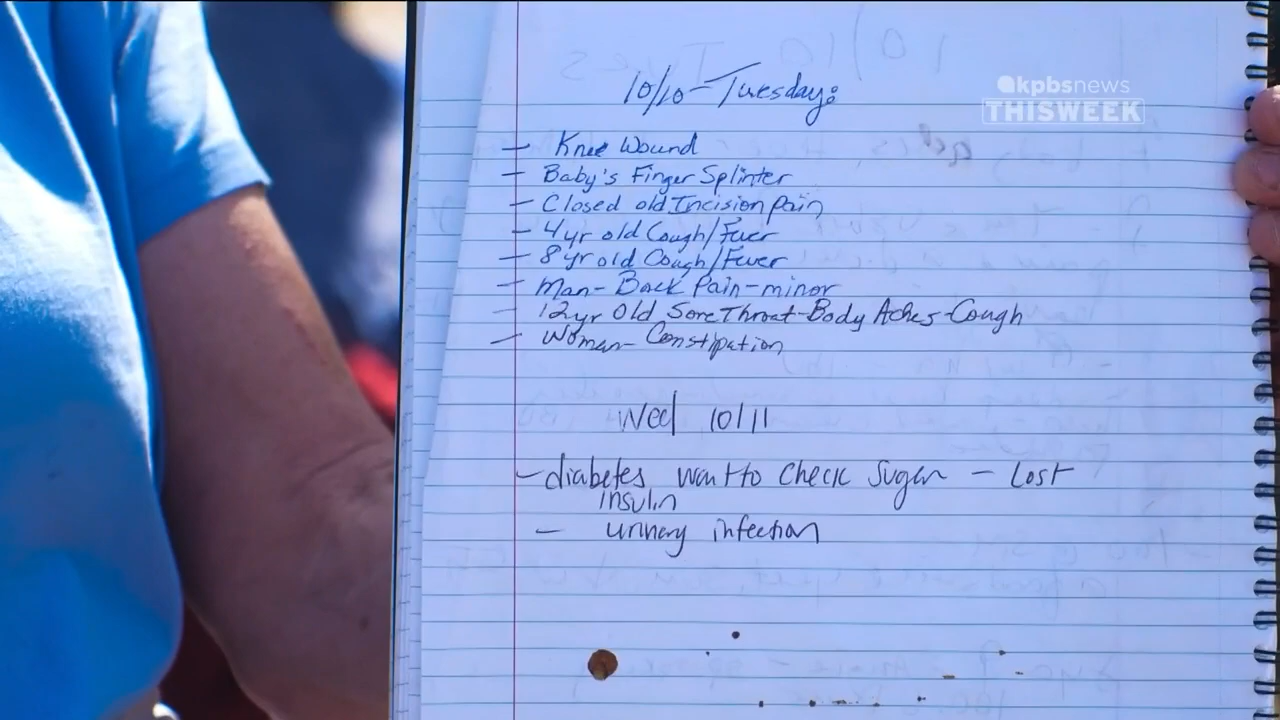 10/10 - Tuesday:
kpbsnews
THISWEEK
- Knee Wound
- Baby's Finger Splinter
- Closed old Incision Pain
- 4yr old Cough/Fever
- 8yr old Cough/Fever
- Man- Back Pain-minor
- 12yr Old Sore Throat-Body Aches-Cough
- Woman- Constipation
Wed 10/11
- diabetes want to check sugar - Lost
insulin
- urinary infection